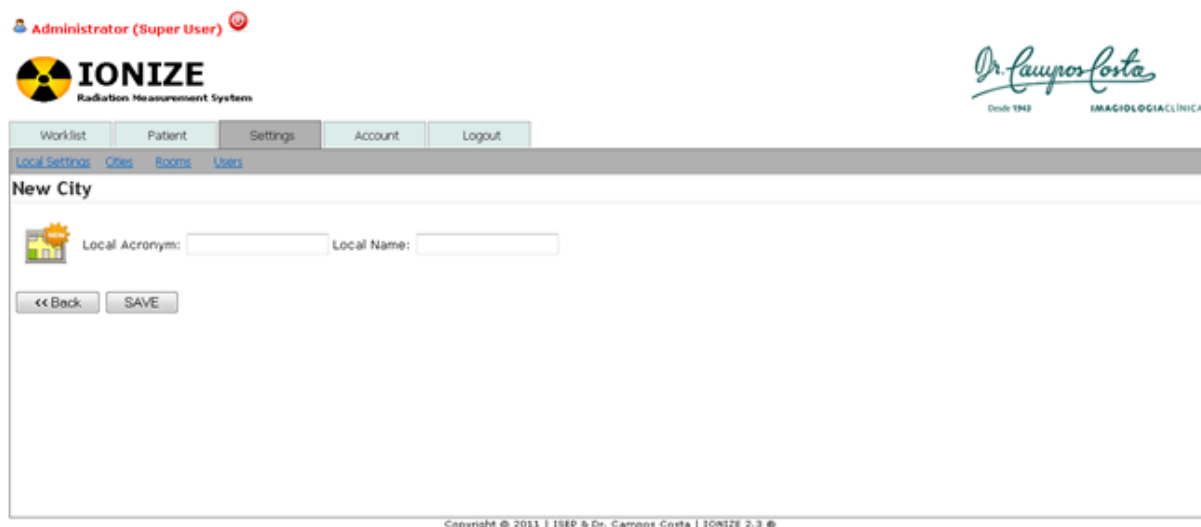 Administrator (Super User)
IONIZE
Radiation Measurement System
Dr. Campos Costa
Desde 1943 IMAGIOLOGIACLÍNICA
Worklist Patient Settings Account Logout
Local Settings Cities Rooms Users
New City
NEW
Local Acronym: Local Name:
<< Back SAVE
Copyright @ 2011 | ISEP & Dr. Campos Costa | IONIZE 2.3 @